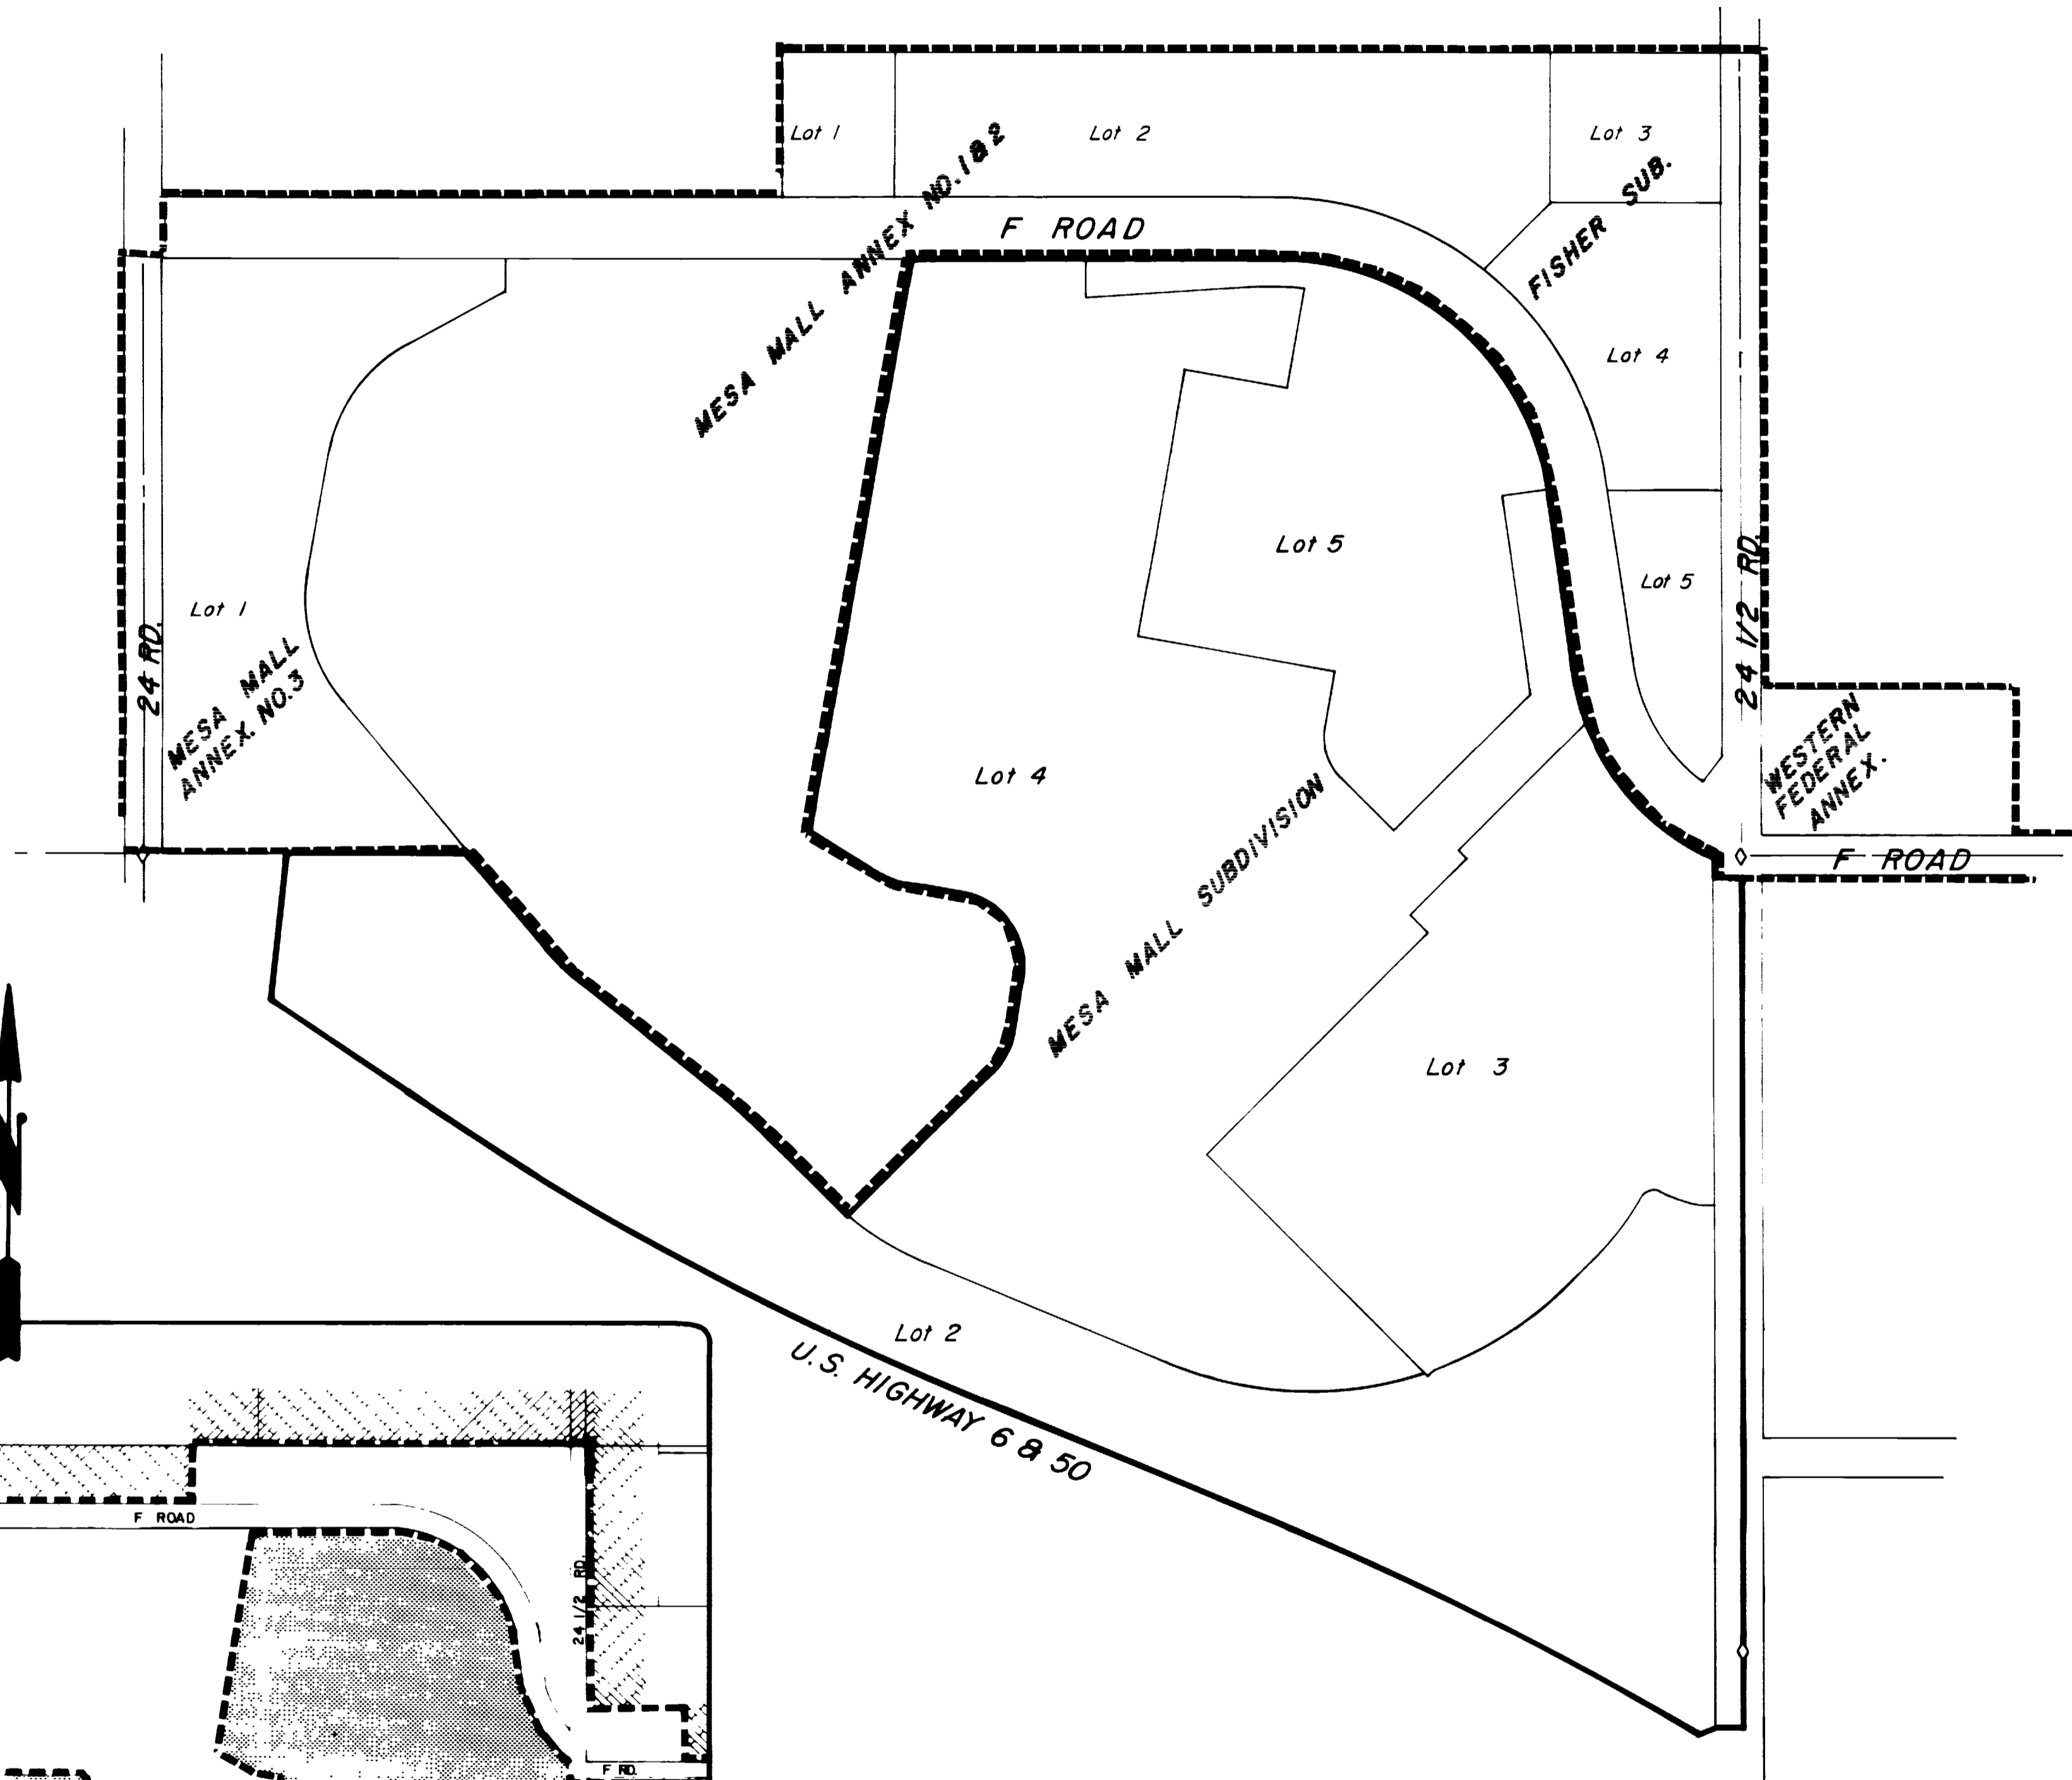 Lot 1
Lot 2
Lot 3
MESA MALL ANNEX NO. 1 & 2
FISHER SUB.
F ROAD
Lot 4
Lot 5
Lot 5
24 1/2 RD.
Lot 1
24 RD.
MESA MALL
ANNEX. NO. 3
WESTERN
FEDERAL
ANNEX.
Lot 4
MESA MALL SUBDIVISION
F ROAD
Lot 3
Lot 2
U.S. HIGHWAY 6 & 50
F ROAD
24 1/2 RD.
F RD.